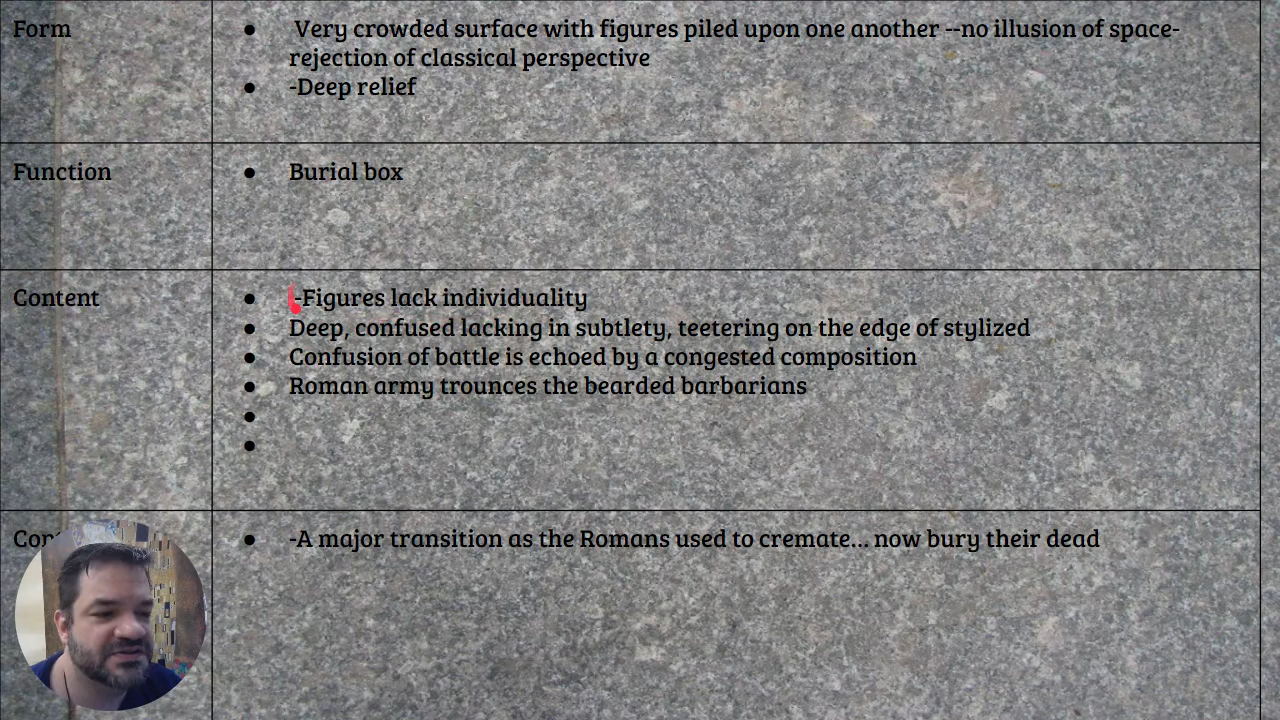 Form
● Very crowded surface with figures piled upon one another --no illusion of space-
rejection of classical perspective
● -Deep relief
Function
● Burial box
Content
● -Figures lack individuality
● Deep, confused lacking in subtlety, teetering on the edge of stylized
● Confusion of battle is echoed by a congested composition
● Roman army trounces the bearded barbarians
●
●
● -A major transition as the Romans used to cremate... now bury their dead